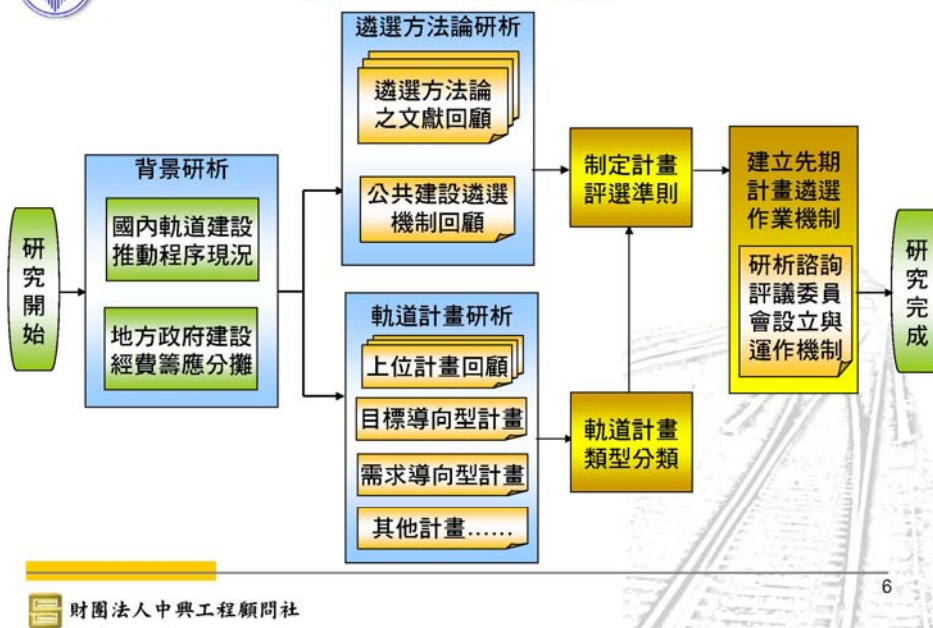 遴選方法論研析
遴選方法論
之文獻回顧
公共建設遴選
機制回顧
背景研析
國內軌道建設
推動程序現況
地方政府建設
經費籌應分攤
研
究
開
始
軌道計畫研析
上位計畫回顧
目標導向型計畫
需求導向型計畫
其他計畫......
制定計畫
評選準則
軌道計畫
類型分類
建立先期
計畫遴選
作業機制
研析諮詢
評議委員
會設立與
運作機制
研
究
完
成
6
財團法人中興工程顧問社